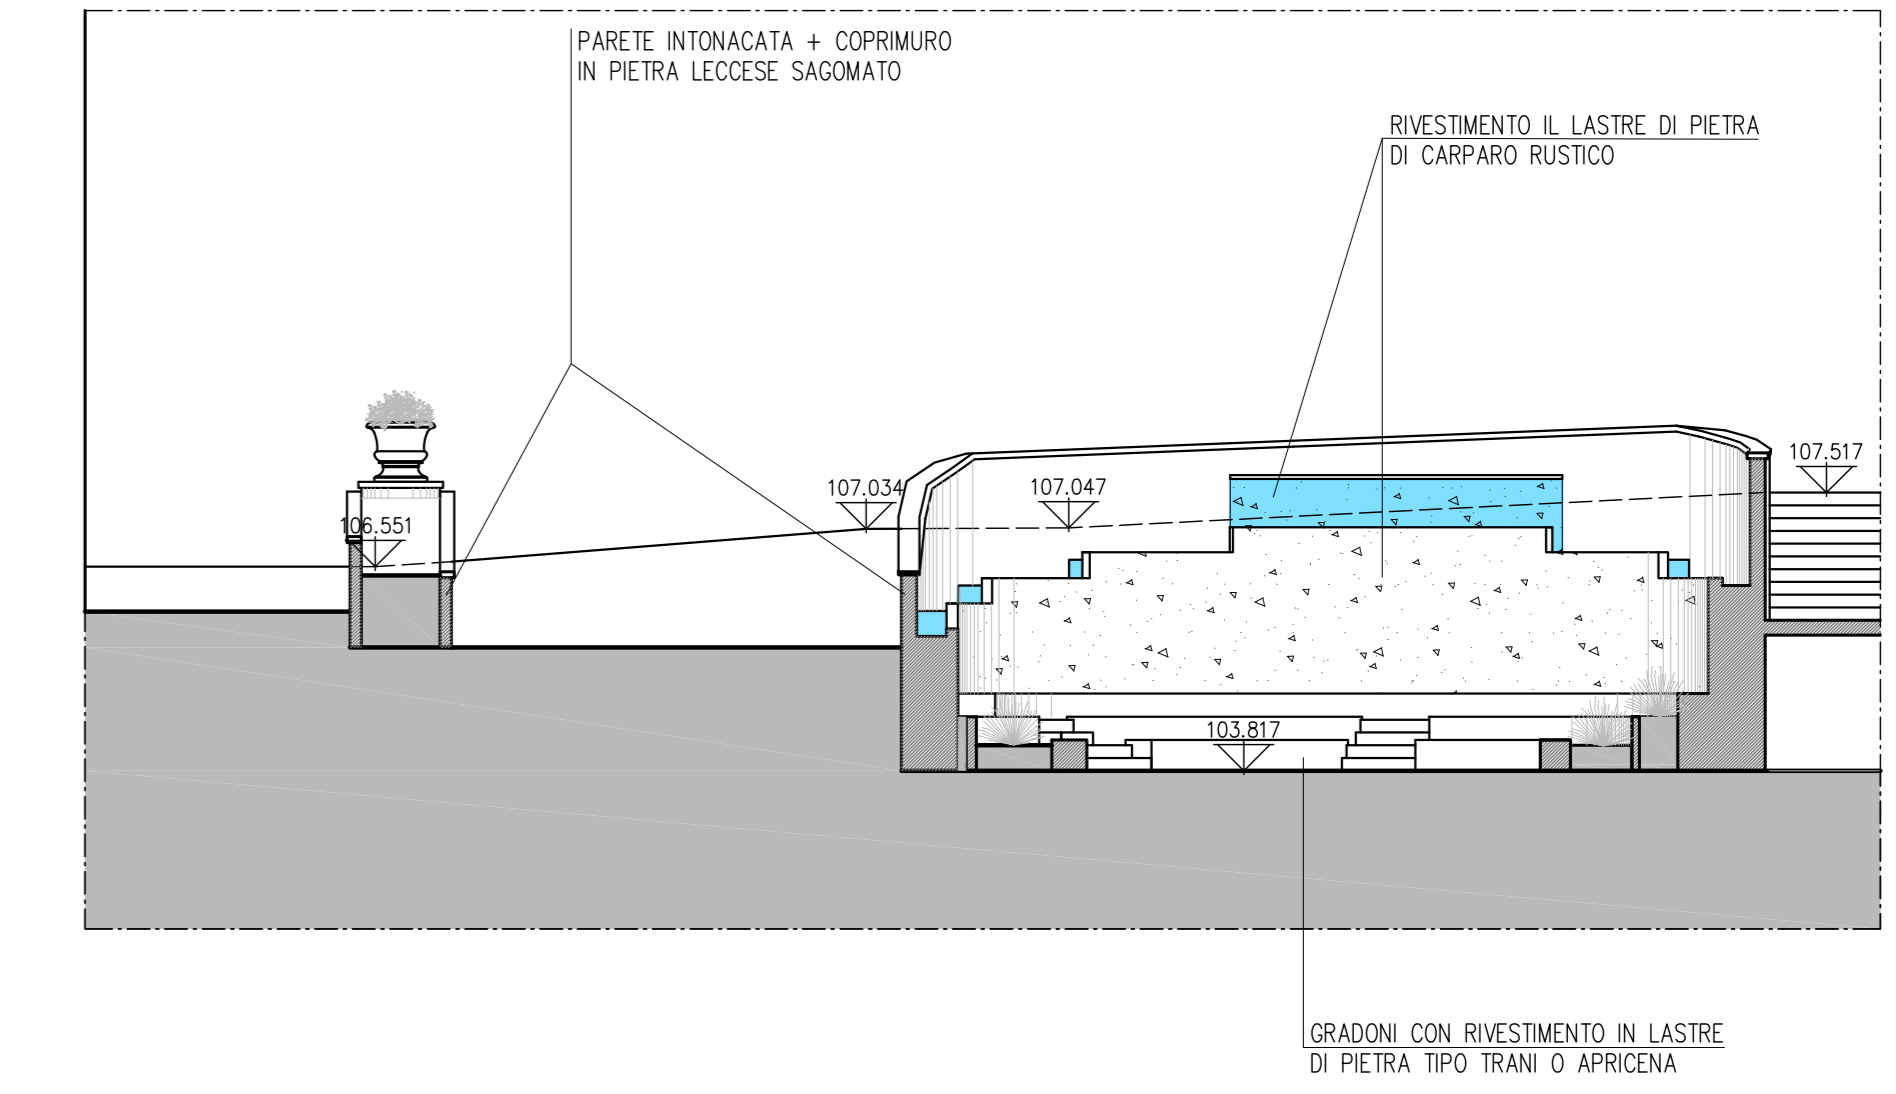 PARETE INTONACATA + COPRIMURO
IN PIETRA LECCESE SAGOMATO
RIVESTIMENTO IL LASTRE DI PIETRA
DI CARPARO RUSTICO
107.517
107.034
107.047
106.551
103.817
GRADONI CON RIVESTIMENTO IN LASTRE
DI PIETRA TIPO TRANI O APRICENA